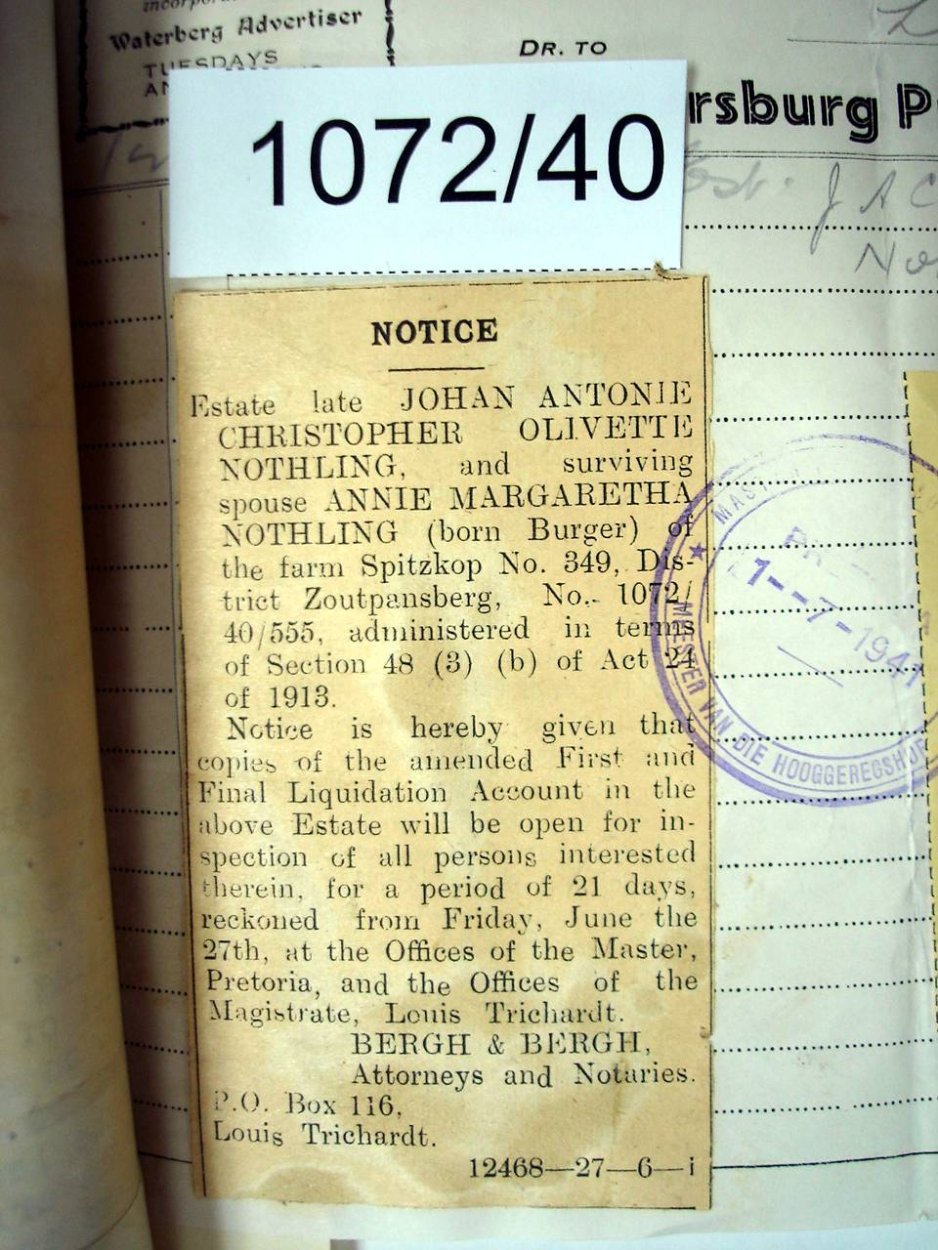 Waterberg Advertiser
TUESDAYS
DR. TO
rsburg P
1072/40
Est. J A C
No
NOTICE
Estate late JOHAN ANTONIE
CHRISTOPHER OLIVETTE
NOTHLING, and surviving
spouse ANNIE MARGARETHA
NOTHLING (born Burger) of
the farm Spitzkop No. 349, Dis-
trict Zoutpansberg, No. 1072/
40/555, administered in terms
of Section 48 (3) (b) of Act 24
of 1913.
Notice is hereby given that
copies of the amended First and
Final Liquidation Account in the
above Estate will be open for in-
spection of all persons interested
therein, for a period of 21 days,
reckoned from Friday, June the
27th, at the Offices of the Master,
Pretoria, and the Offices of the
Magistrate, Louis Trichardt.
BERGH & BERGH,
Attorneys and Notaries.
P.O. Box 116,
Louis Trichardt.
12468—27—6—i
1--7-1941
MEESTER VAN DIE HOOGGEREGSHOF